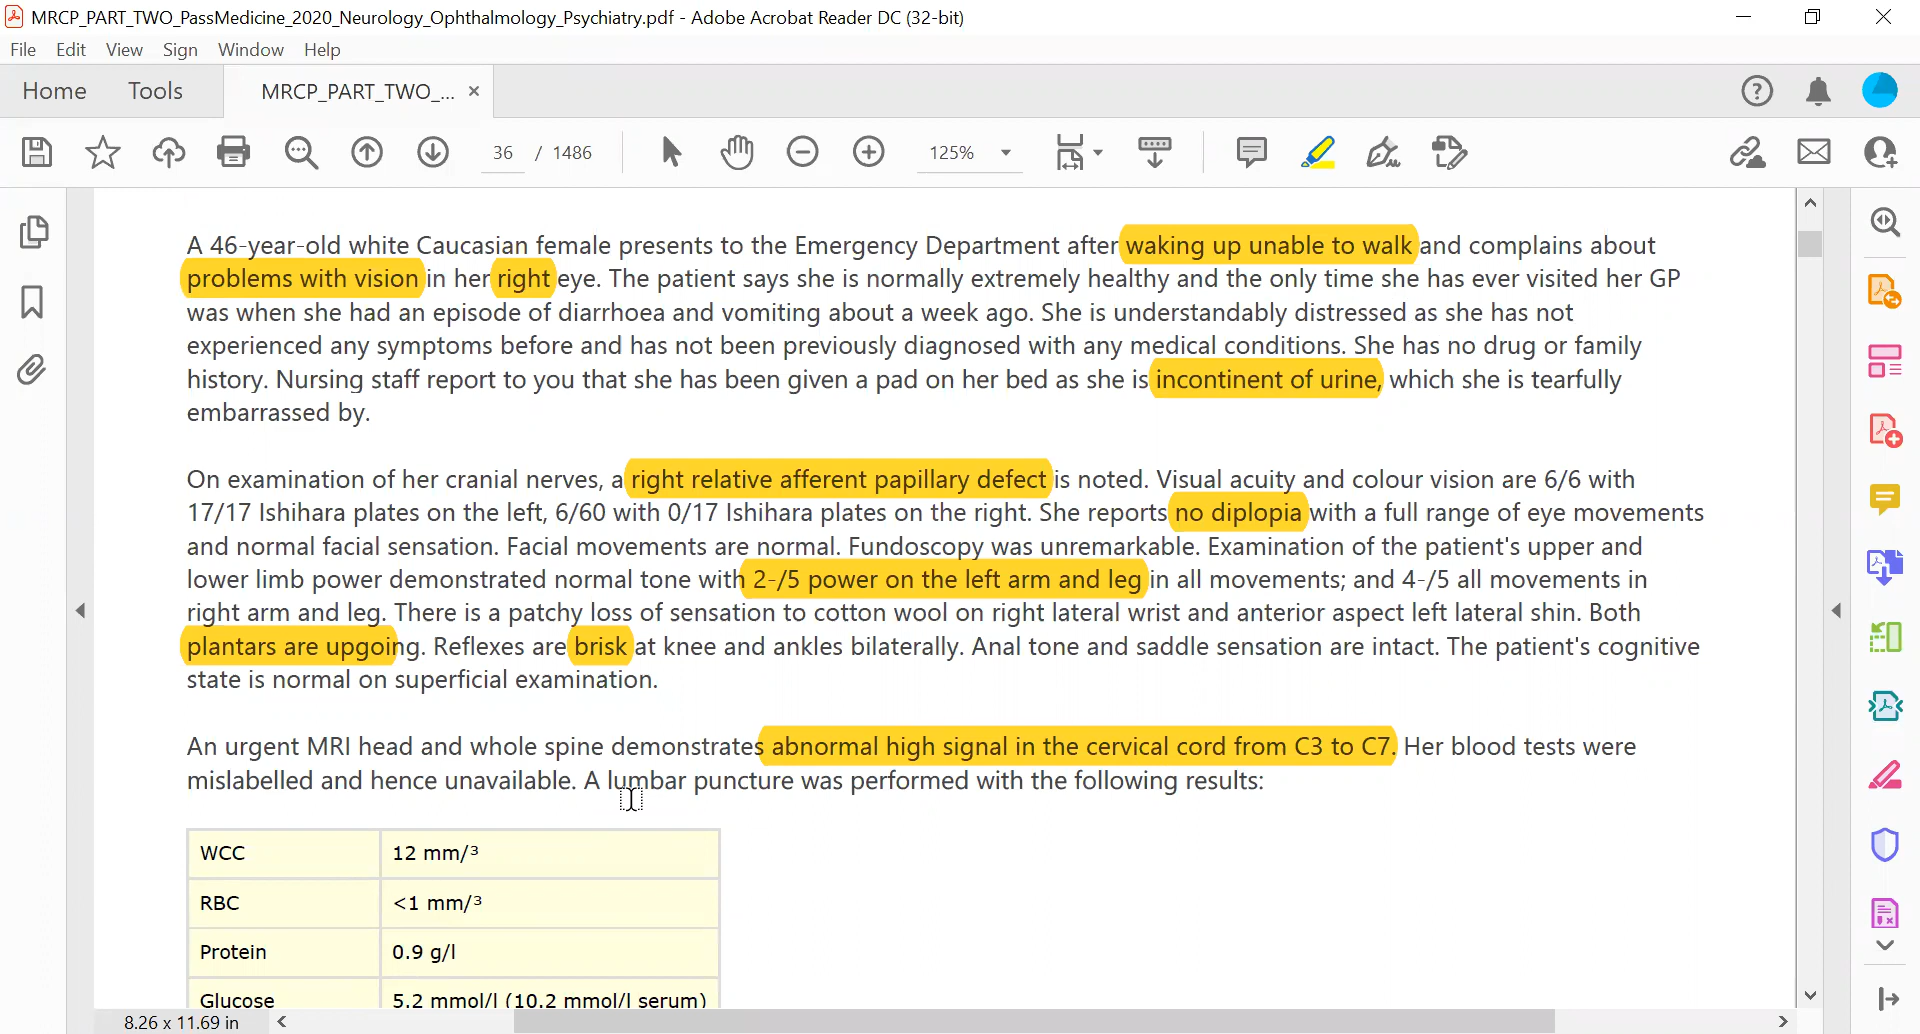 MRCP_PART_TWO_PassMedicine_2020_Neurology_Ophthalmology_Psychiatry.pdf - Adobe Acrobat Reader DC (32-bit)
File Edit View Sign Window Help
Home Tools MRCP_PART_TWO_... ×
36 / 1486 125%
A 46-year-old white Caucasian female presents to the Emergency Department after waking up unable to walk and complains about
problems with vision in her right eye. The patient says she is normally extremely healthy and the only time she has ever visited her GP
was when she had an episode of diarrhoea and vomiting about a week ago. She is understandably distressed as she has not
experienced any symptoms before and has not been previously diagnosed with any medical conditions. She has no drug or family
history. Nursing staff report to you that she has been given a pad on her bed as she is incontinent of urine, which she is tearfully
embarrassed by.
On examination of her cranial nerves, a right relative afferent papillary defect is noted. Visual acuity and colour vision are 6/6 with
17/17 Ishihara plates on the left, 6/60 with 0/17 Ishihara plates on the right. She reports no diplopia with a full range of eye movements
and normal facial sensation. Facial movements are normal. Fundoscopy was unremarkable. Examination of the patient's upper and
lower limb power demonstrated normal tone with 2-/5 power on the left arm and leg in all movements; and 4-/5 all movements in
right arm and leg. There is a patchy loss of sensation to cotton wool on right lateral wrist and anterior aspect left lateral shin. Both
plantars are upgoing. Reflexes are brisk at knee and ankles bilaterally. Anal tone and saddle sensation are intact. The patient's cognitive
state is normal on superficial examination.
An urgent MRI head and whole spine demonstrates abnormal high signal in the cervical cord from C3 to C7. Her blood tests were
mislabelled and hence unavailable. A lumbar puncture was performed with the following results:
WCC 12 mm/³
RBC <1 mm/³
Protein 0.9 g/l
Glucose 5.2 mmol/l (10.2 mmol/l serum)
8.26 x 11.69 in